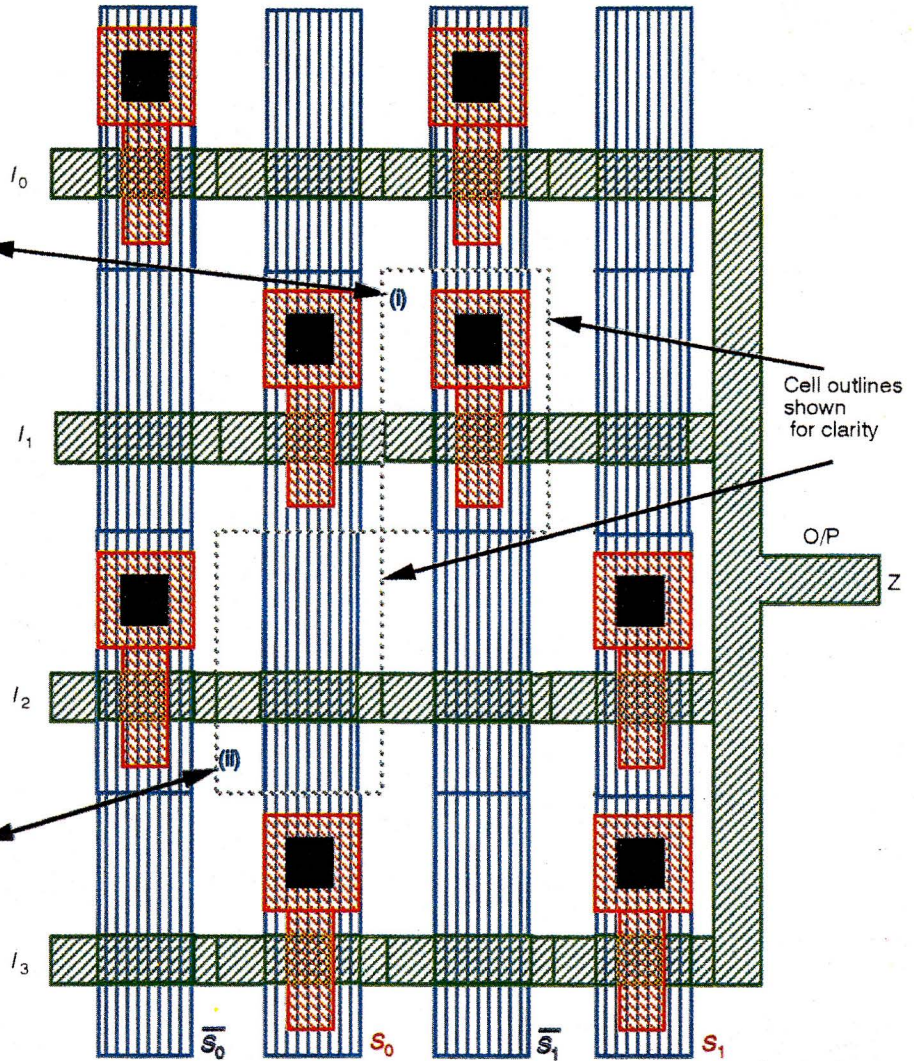 I₀
(i)
Cell outlines
shown
for clarity
I₁
O/P
Z
I₂
(ii)
I₃
S̅₀ S₀ S̅₁ S₁